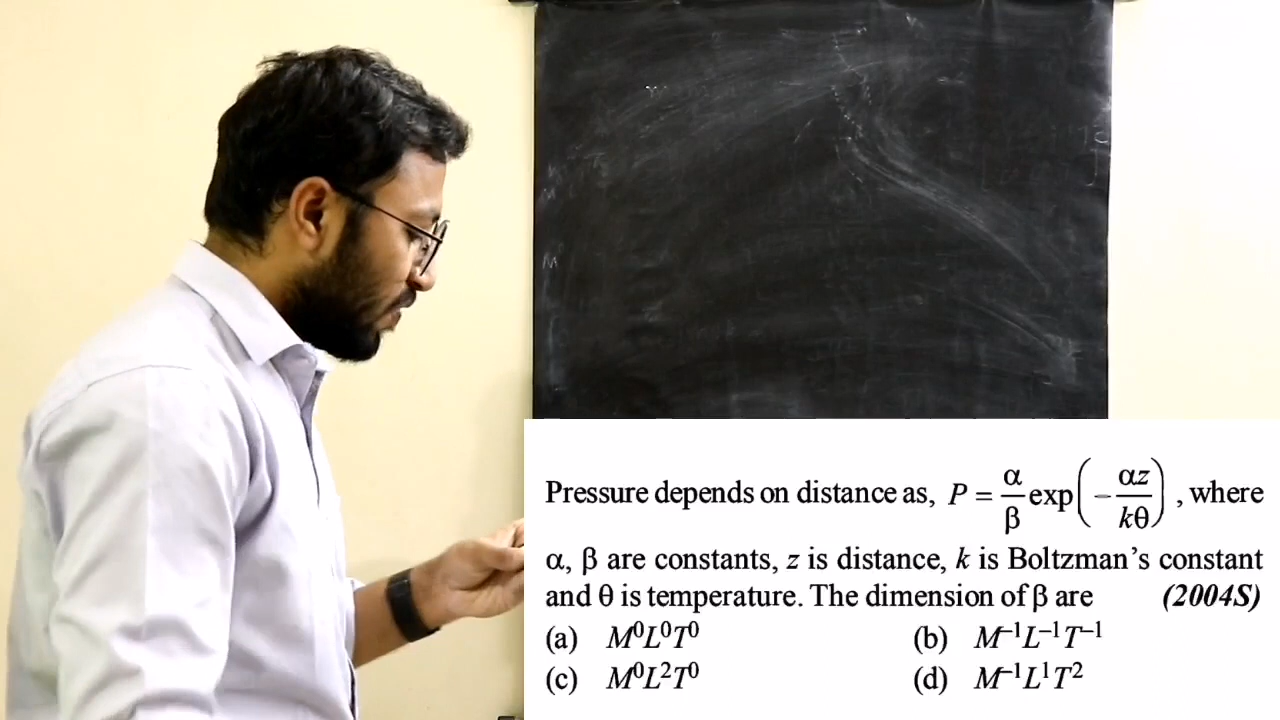 Pressure depends on distance as, P = α/β exp(−αz/kθ), where
α, β are constants, z is distance, k is Boltzman’s constant
and θ is temperature. The dimension of β are (2004S)
(a) M⁰L⁰T⁰ (b) M⁻¹L⁻¹T⁻¹
(c) M⁰L²T⁰ (d) M⁻¹L¹T²